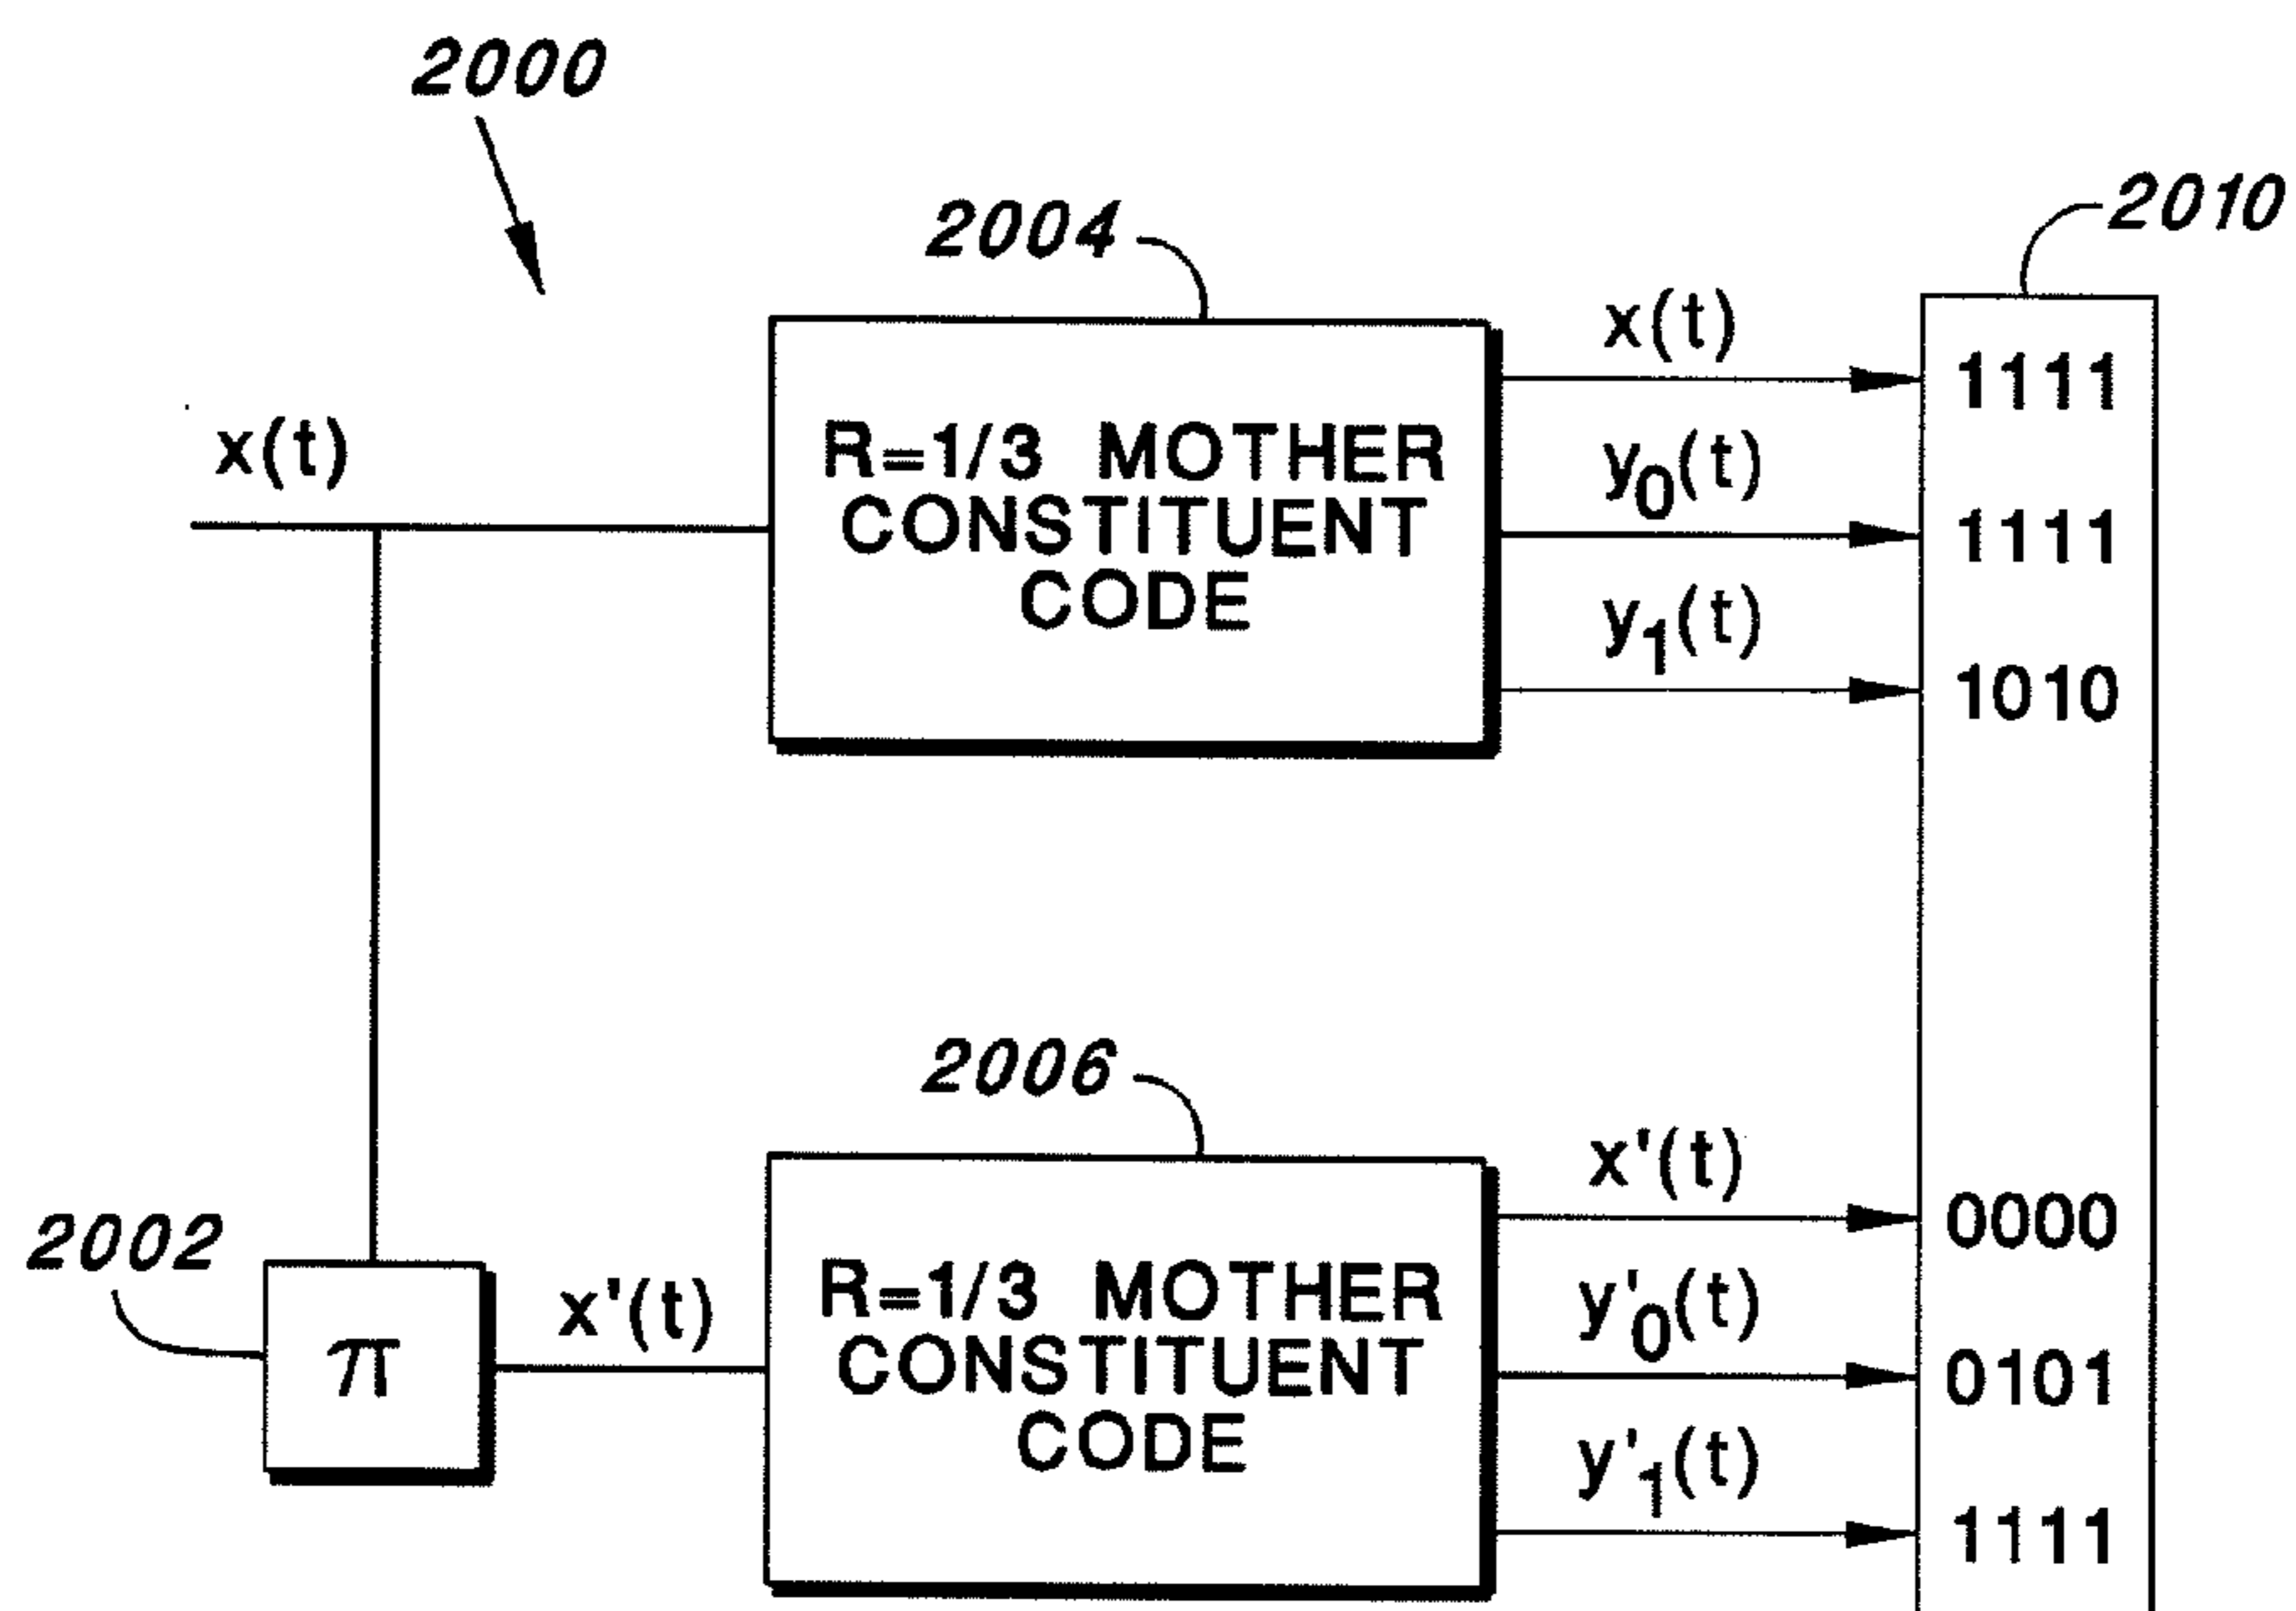 2000
2004
2010
x(t)
R=1/3 MOTHER
CONSTITUENT
CODE
x(t)
1111
y0(t)
1111
y1(t)
1010
2002
π
x'(t)
2006
R=1/3 MOTHER
CONSTITUENT
CODE
x'(t)
0000
y'0(t)
0101
y'1(t)
1111